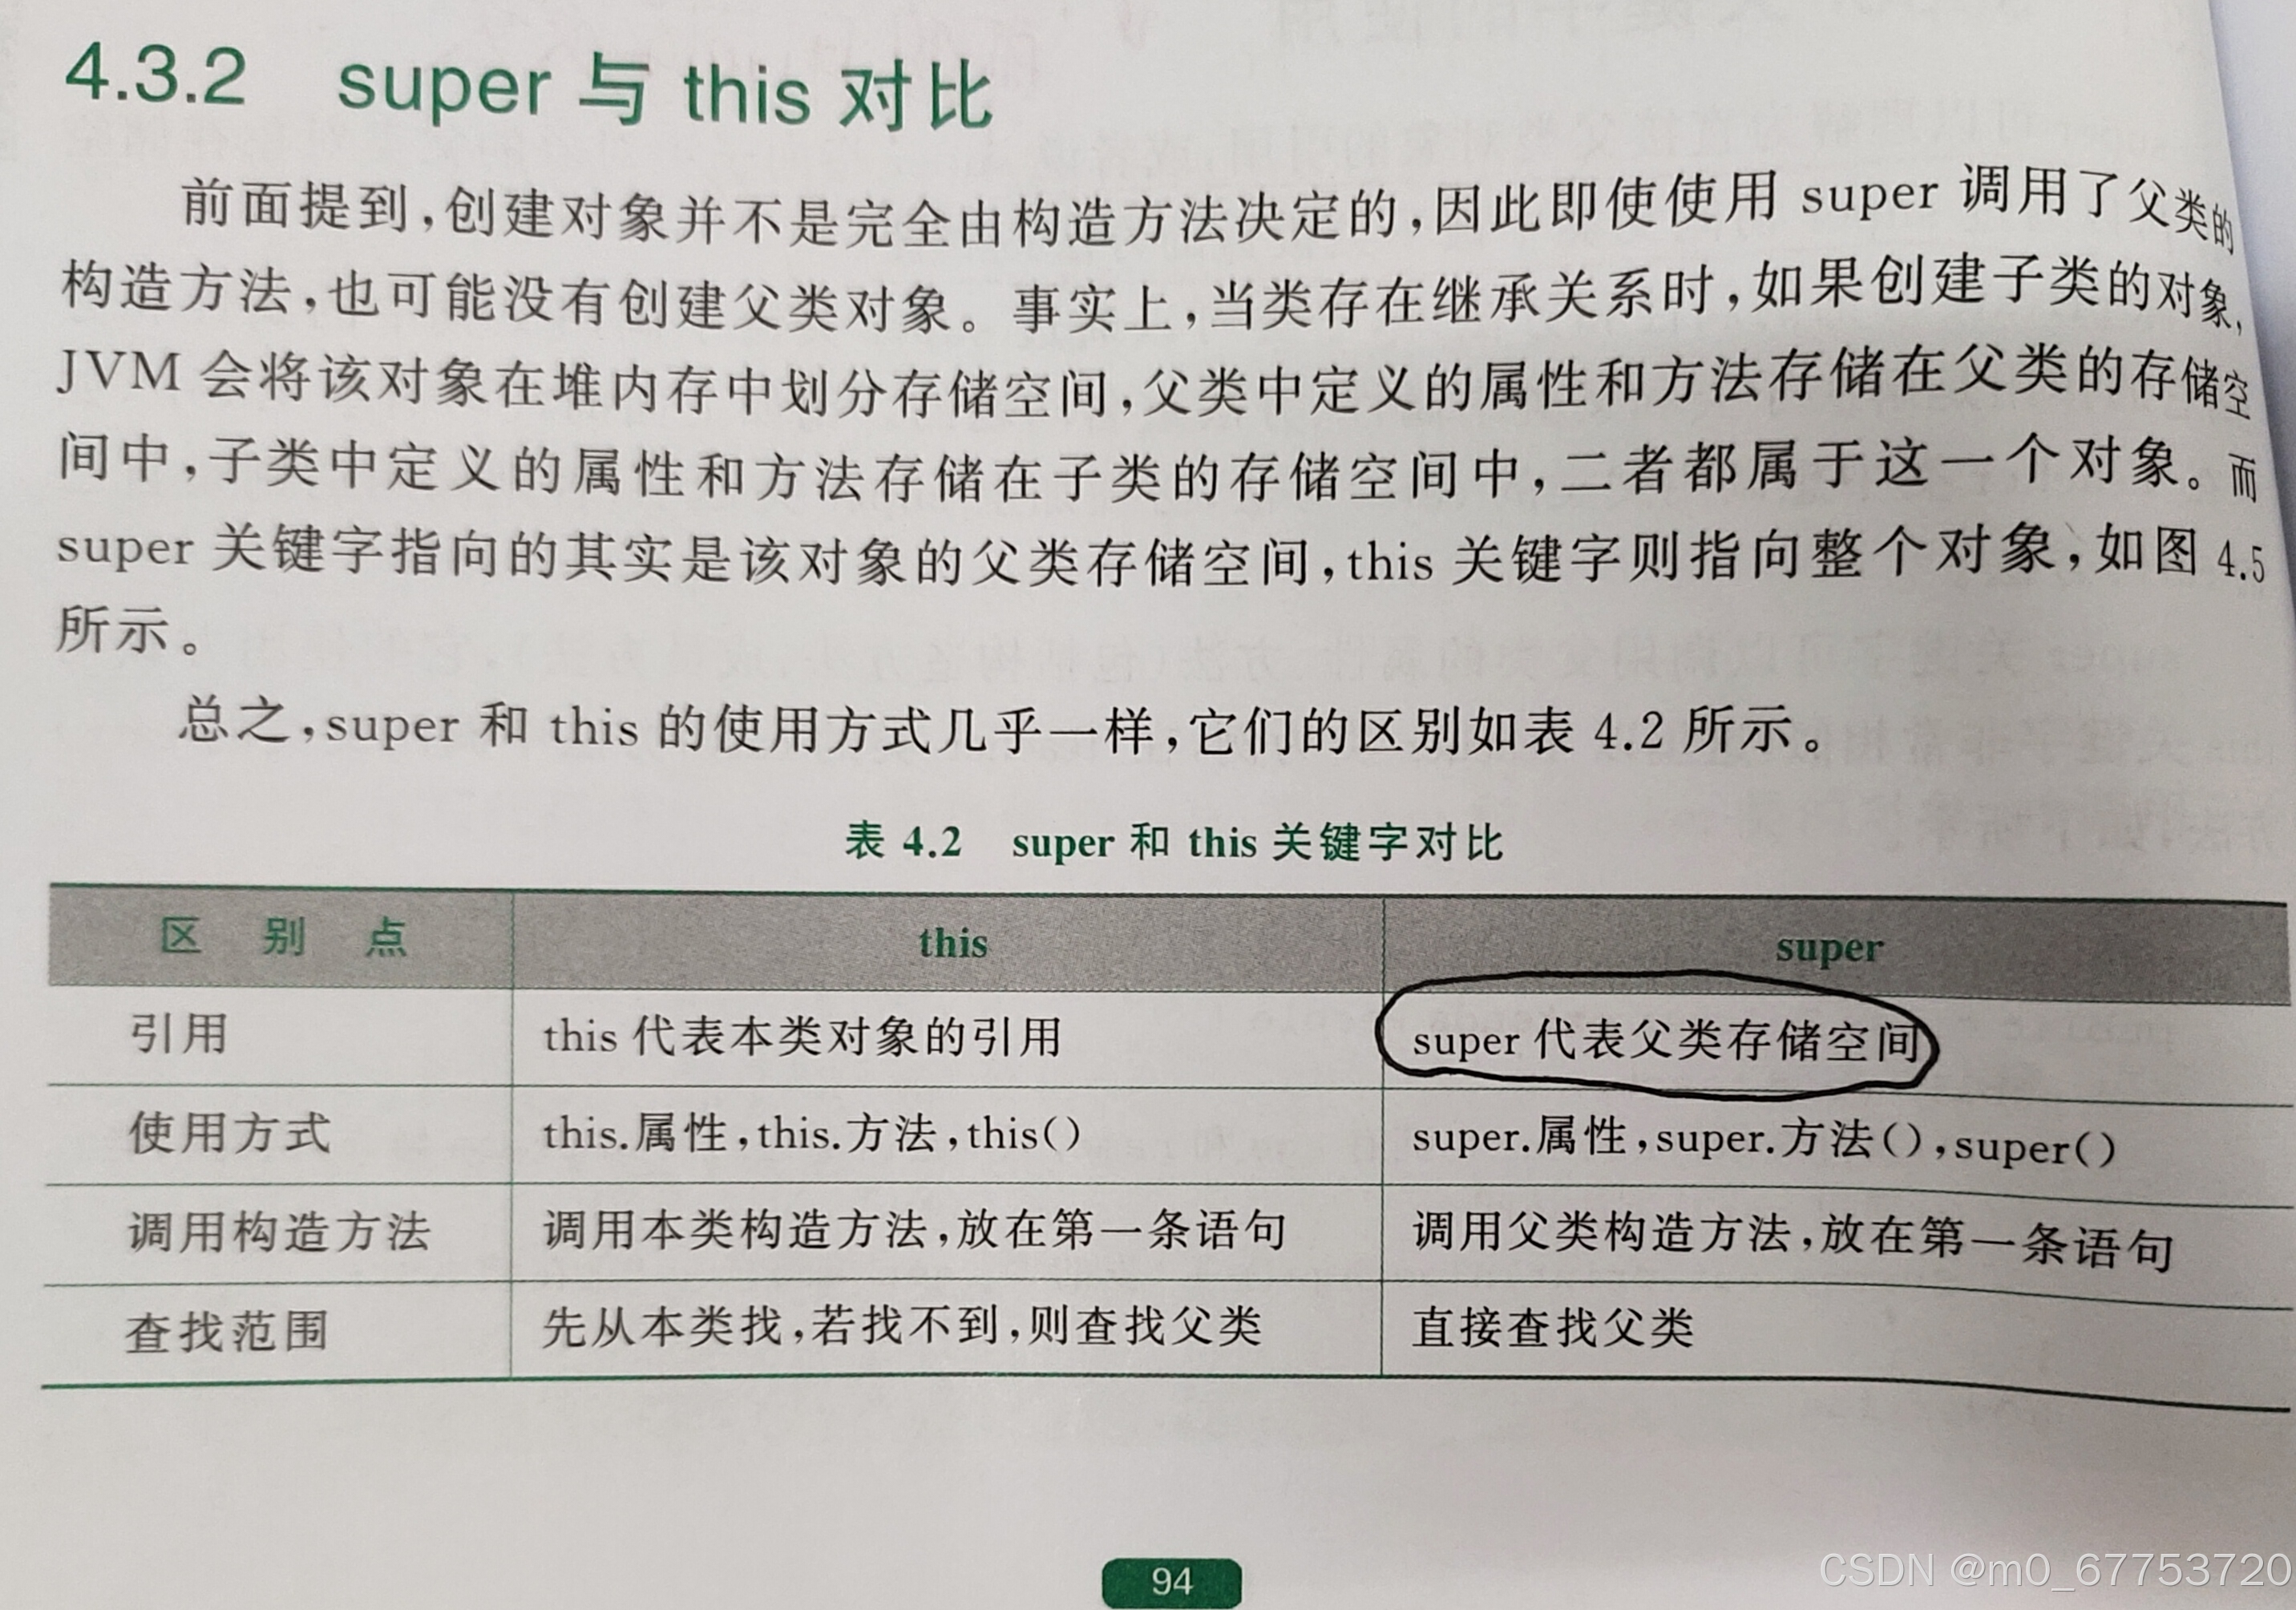 4.3.2 super 与 this 对比
前面提到,创建对象并不是完全由构造方法决定的,因此即使使用 super 调用了父类的
构造方法,也可能没有创建父类对象。事实上,当类存在继承关系时,如果创建子类的对象,
JVM 会将该对象在堆内存中划分存储空间,父类中定义的属性和方法存储在父类的存储空
间中,子类中定义的属性和方法存储在子类的存储空间中,二者都属于这一个对象。而
super 关键字指向的其实是该对象的父类存储空间,this 关键字则指向整个对象,如图 4.5
所示。
总之,super 和 this 的使用方式几乎一样,它们的区别如表 4.2 所示。
表 4.2 super 和 this 关键字对比
区 别 点 this super
引用 this 代表本类对象的引用 super 代表父类存储空间
使用方式 this.属性,this.方法,this() super.属性,super.方法(),super()
调用构造方法 调用本类构造方法,放在第一条语句 调用父类构造方法,放在第一条语句
查找范围 先从本类找,若找不到,则查找父类 直接查找父类
94
CSDN @m0_67753720